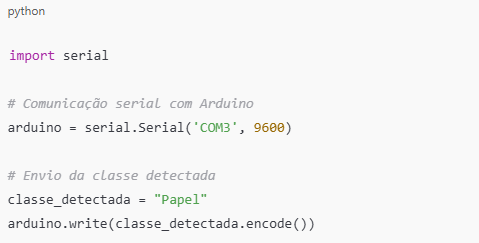 python
import serial
# Comunicação serial com Arduino
arduino = serial.Serial('COM3', 9600)
# Envio da classe detectada
classe_detectada = "Papel"
arduino.write(classe_detectada.encode())